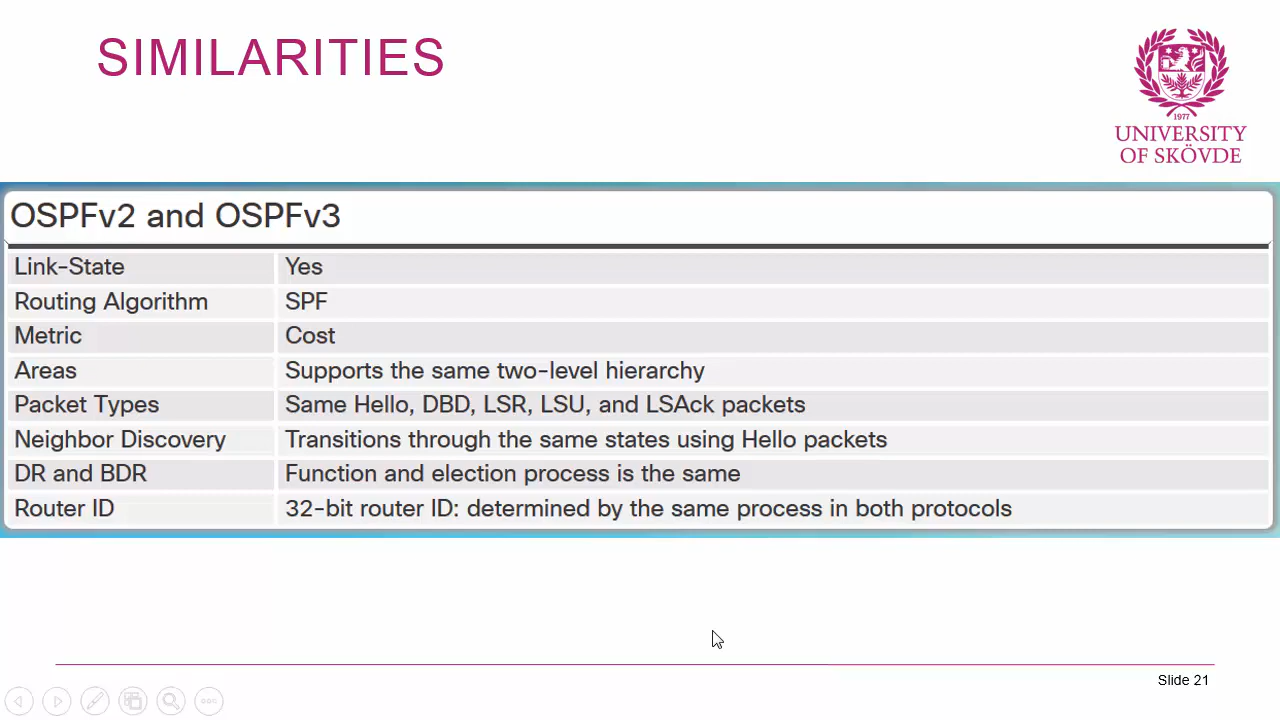 SIMILARITIES
1977
UNIVERSITY
OF SKÖVDE
OSPFv2 and OSPFv3
Link-State Yes
Routing Algorithm SPF
Metric Cost
Areas Supports the same two-level hierarchy
Packet Types Same Hello, DBD, LSR, LSU, and LSAck packets
Neighbor Discovery Transitions through the same states using Hello packets
DR and BDR Function and election process is the same
Router ID 32-bit router ID: determined by the same process in both protocols
Slide 21